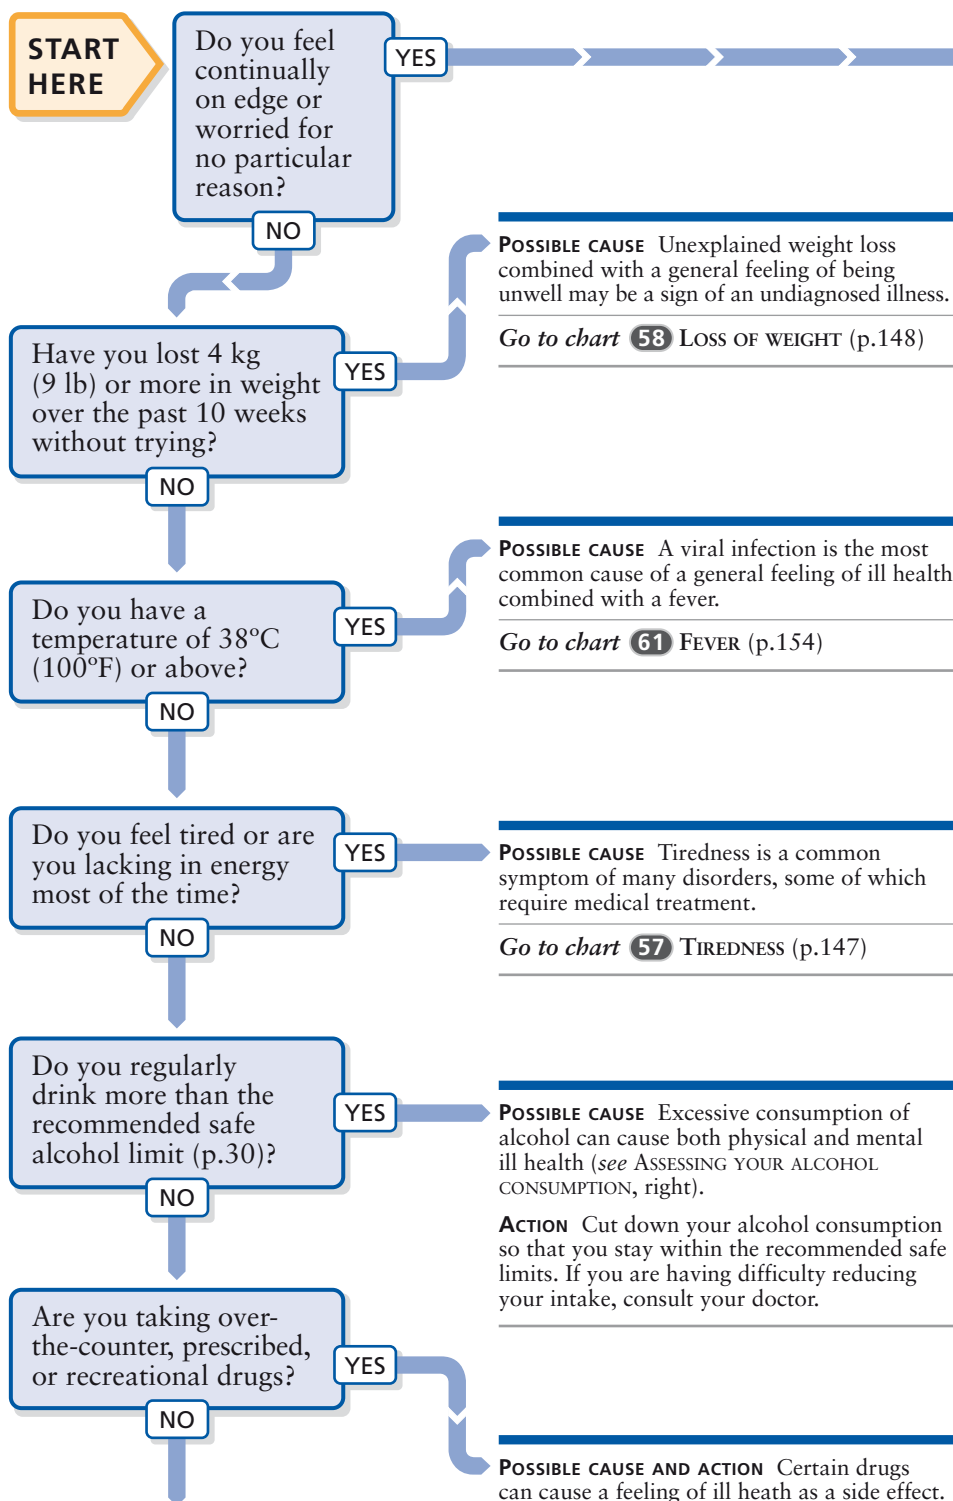 START
HERE
Do you feel
continually
on edge or
worried for
no particular
reason?
YES
NO
POSSIBLE CAUSE Unexplained weight loss
combined with a general feeling of being
unwell may be a sign of an undiagnosed illness.
Go to chart 58 LOSS OF WEIGHT (p.148)
Have you lost 4 kg
(9 lb) or more in weight
over the past 10 weeks
without trying?
YES
NO
POSSIBLE CAUSE A viral infection is the most
common cause of a general feeling of ill health
combined with a fever.
Go to chart 61 FEVER (p.154)
Do you have a
temperature of 38ºC
(100ºF) or above?
YES
NO
Do you feel tired or are
you lacking in energy
most of the time?
YES
NO
POSSIBLE CAUSE Tiredness is a common
symptom of many disorders, some of which
require medical treatment.
Go to chart 57 TIREDNESS (p.147)
Do you regularly
drink more than the
recommended safe
alcohol limit (p.30)?
YES
NO
POSSIBLE CAUSE Excessive consumption of
alcohol can cause both physical and mental
ill health (see ASSESSING YOUR ALCOHOL
CONSUMPTION, right).
ACTION Cut down your alcohol consumption
so that you stay within the recommended safe
limits. If you are having difficulty reducing
your intake, consult your doctor.
Are you taking over-
the-counter, prescribed,
or recreational drugs?
YES
NO
POSSIBLE CAUSE AND ACTION Certain drugs
can cause a feeling of ill heath as a side effect.